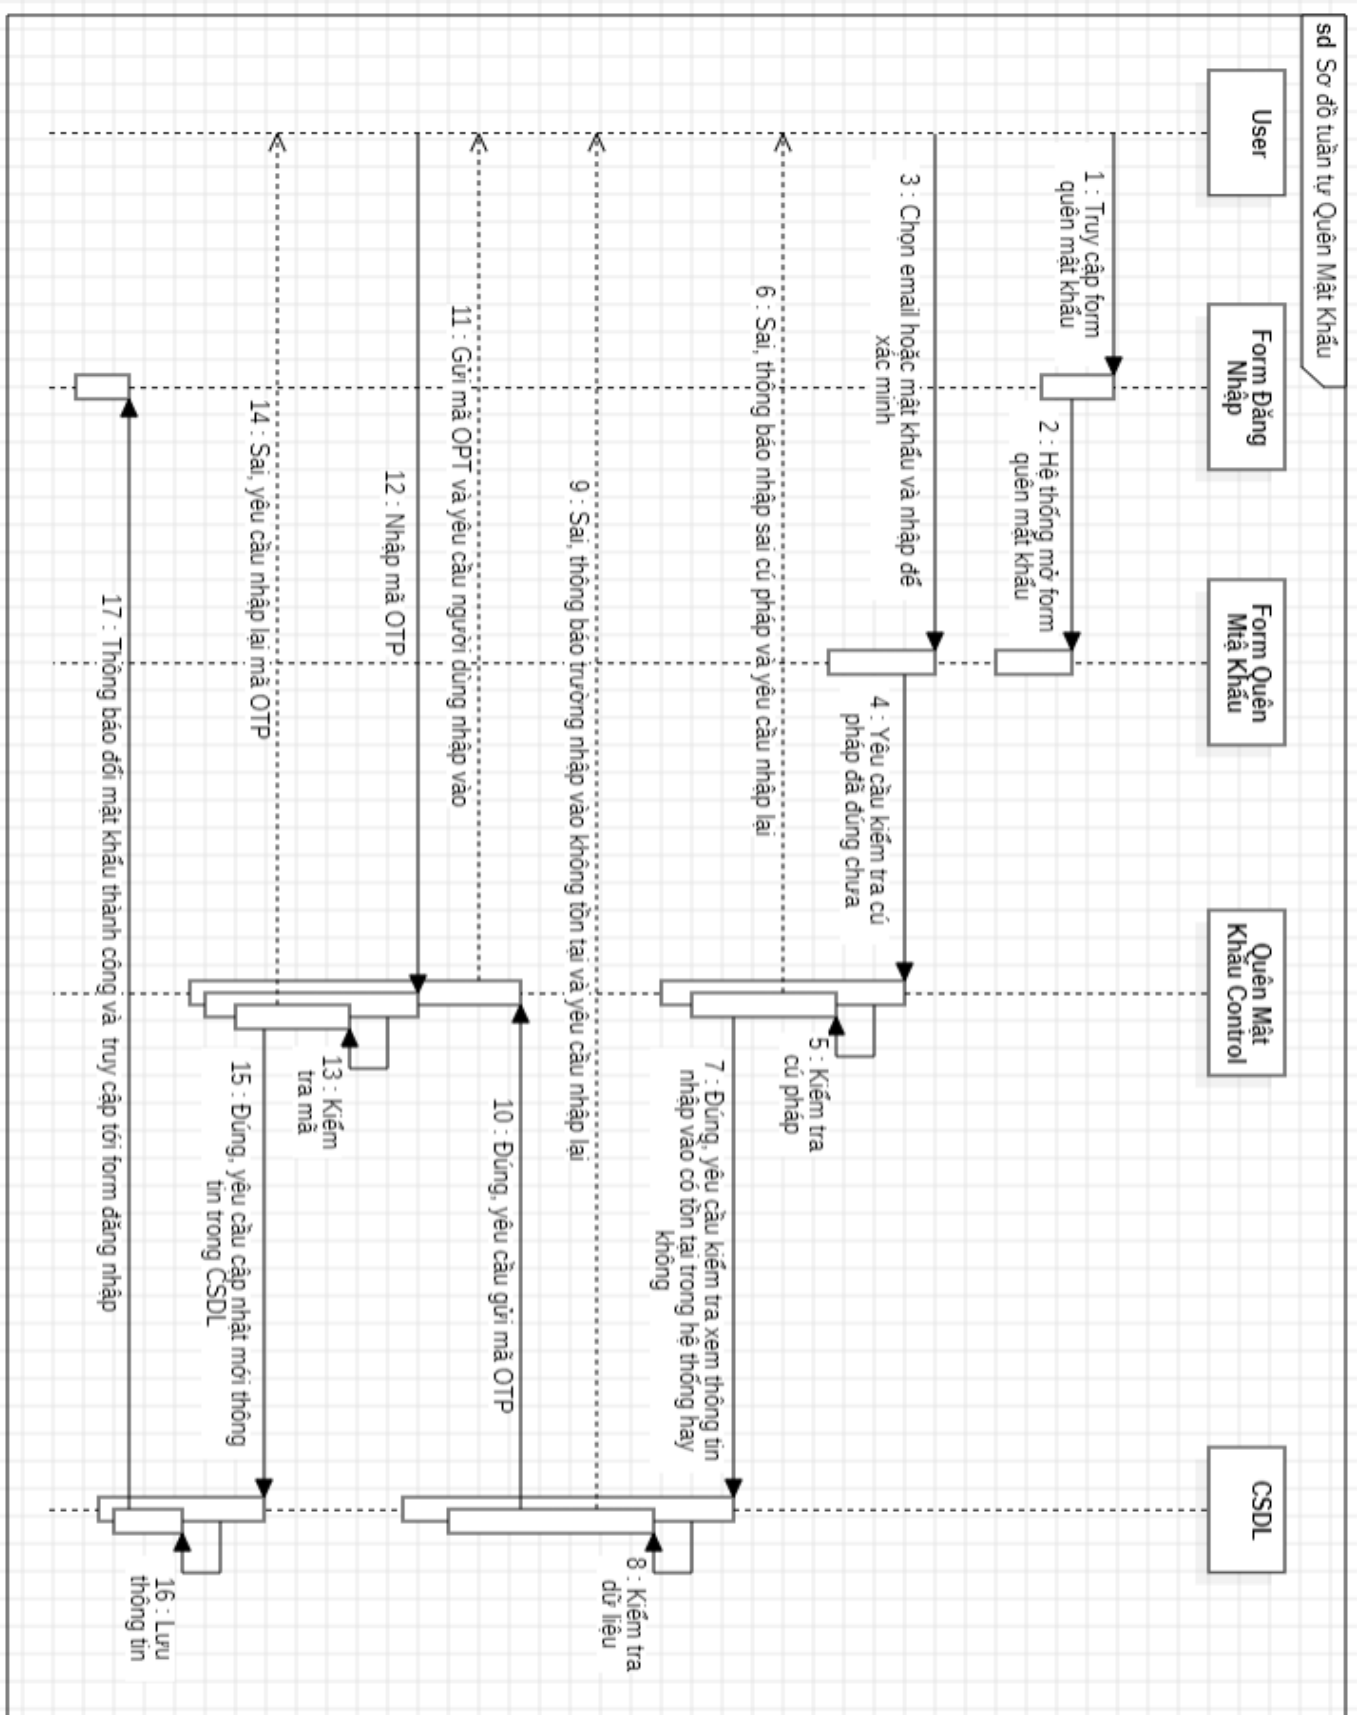 sd Sơ đồ tuần tự Quên Mật Khẩu
User
Form Đăng
Nhập
Form Quên
Mtậ Khẩu
Quên Mật
Khẩu Control
CSDL
1 : Truy cập form
quên mật khẩu
2 : Hệ thống mở form
quên mật khẩu
3 : Chọn email hoặc mật khẩu và nhập để
xác minh
4 : Yêu cầu kiểm tra cú
pháp đã đúng chưa
5 : Kiểm tra
cú pháp
6 : Sai, thông báo nhập sai cú pháp và yêu cầu nhập lại
7 : Đúng, yêu cầu kiểm tra xem thông tin
nhập vào có tồn tại trong hệ thống hay
không
8 : Kiểm tra
dữ liệu
9 : Sai, thông báo trường nhập vào không tồn tại và yêu cầu nhập lại
10 : Đúng, yêu cầu gửi mã OTP
11 : Gửi mã OPT và yêu cầu người dùng nhập vào
12 : Nhập mã OTP
13 : Kiểm
tra mã
14 : Sai, yêu cầu nhập lại mã OTP
15 : Đúng, yêu cầu cập nhật mới thông
tin trong CSDL
16 : Lưu
thông tin
17 : Thông báo đổi mật khẩu thành công và truy cập tới form đăng nhập